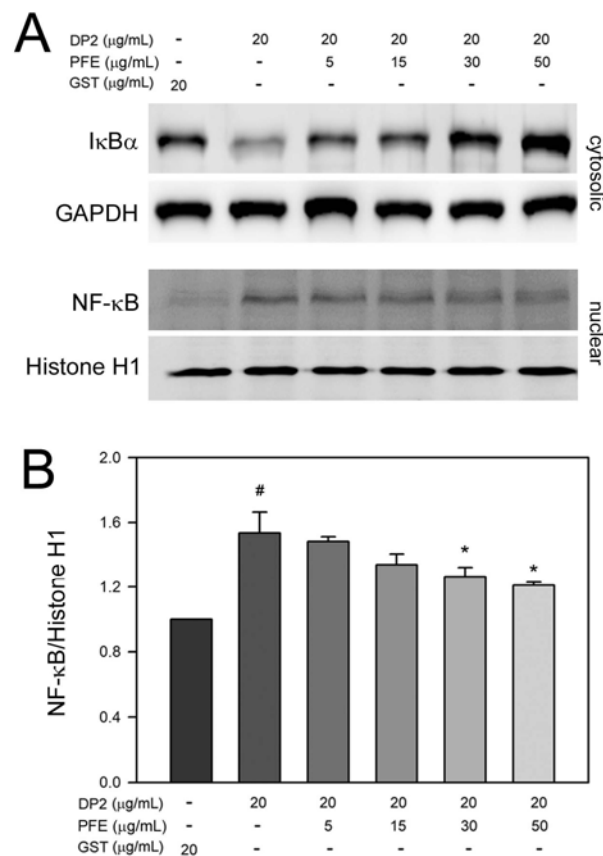 A
DP2 (μg/mL) - 20 20 20 20 20
PFE (μg/mL) - - 5 15 30 50
GST (μg/mL) 20 - - - - -
IκBα
GAPDH
cytosolic
NF-κB
Histone H1
nuclear
B
NF-κB/Histone H1
2.0
1.6
1.2
0.8
0.4
0.0
#
*
*
DP2 (μg/mL) - 20 20 20 20 20
PFE (μg/mL) - - 5 15 30 50
GST (μg/mL) 20 - - - - -